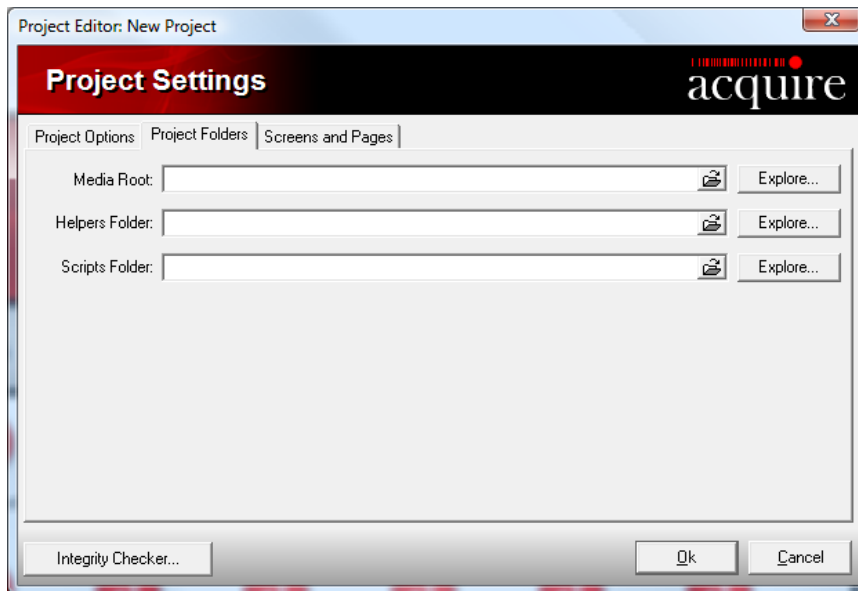 Project Editor: New Project
Project Settings
acquire
Project Options Project Folders Screens and Pages
Media Root: Explore...
Helpers Folder: Explore...
Scripts Folder: Explore...
Integrity Checker... Ok Cancel